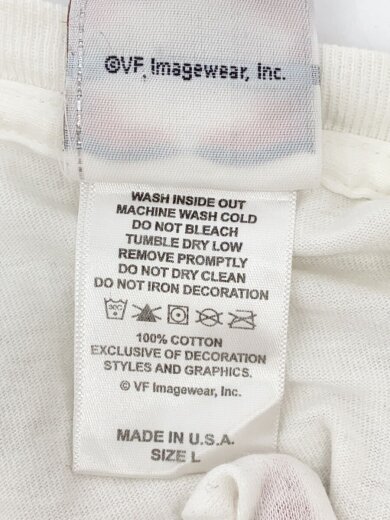 ©VF Imagewear, Inc.
WASH INSIDE OUT
MACHINE WASH COLD
DO NOT BLEACH
TUMBLE DRY LOW
REMOVE PROMPTLY
DO NOT DRY CLEAN
DO NOT IRON DECORATION
30C
100% COTTON
EXCLUSIVE OF DECORATION
STYLES AND GRAPHICS.
© VF Imagewear, Inc.
MADE IN U.S.A.
SIZE L